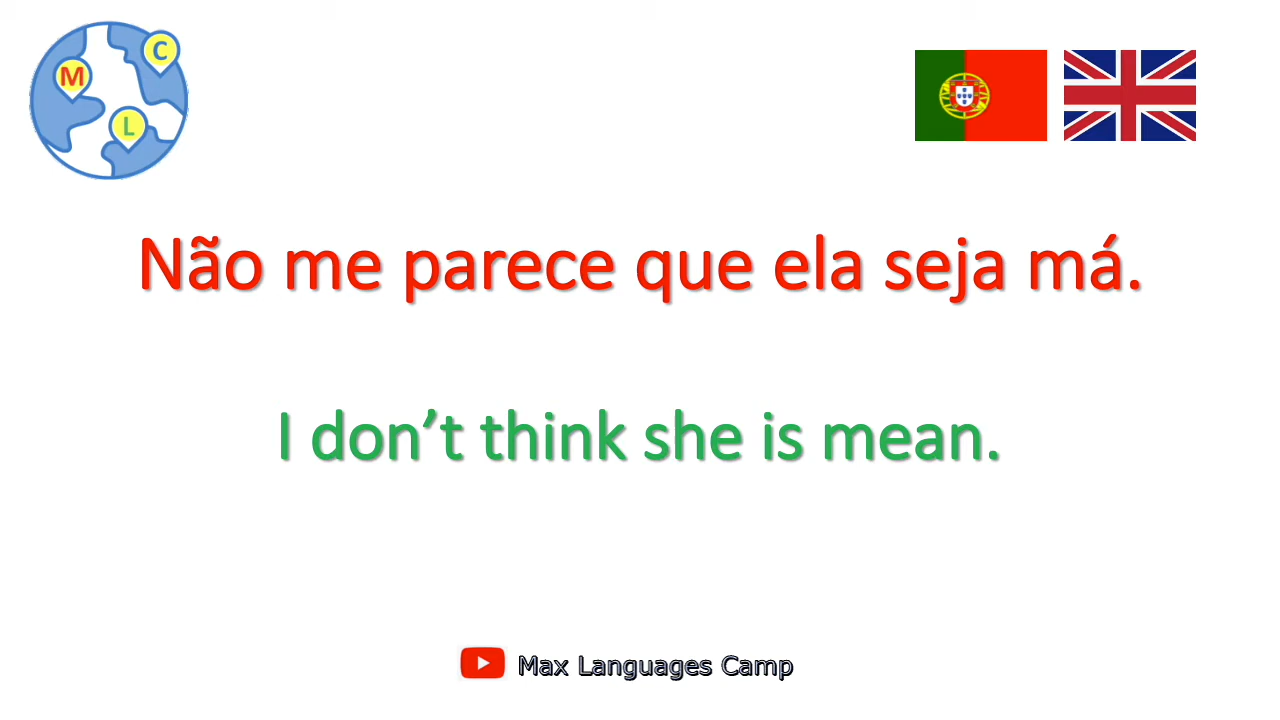 M
C
L
Não me parece que ela seja má.
I don’t think she is mean.
Max Languages Camp